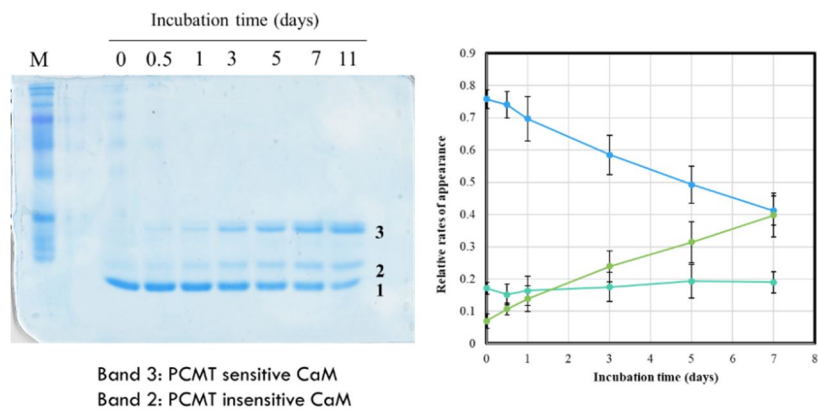 Incubation time (days)
M 0 0.5 1 3 5 7 11
3
2
1
Band 3: PCMT sensitive CaM
Band 2: PCMT insensitive CaM
Relative rates of appearance
0.9
0.8
0.7
0.6
0.5
0.4
0.3
0.2
0.1
0
0 1 2 3 4 5 6 7 8
Incubation time (days)